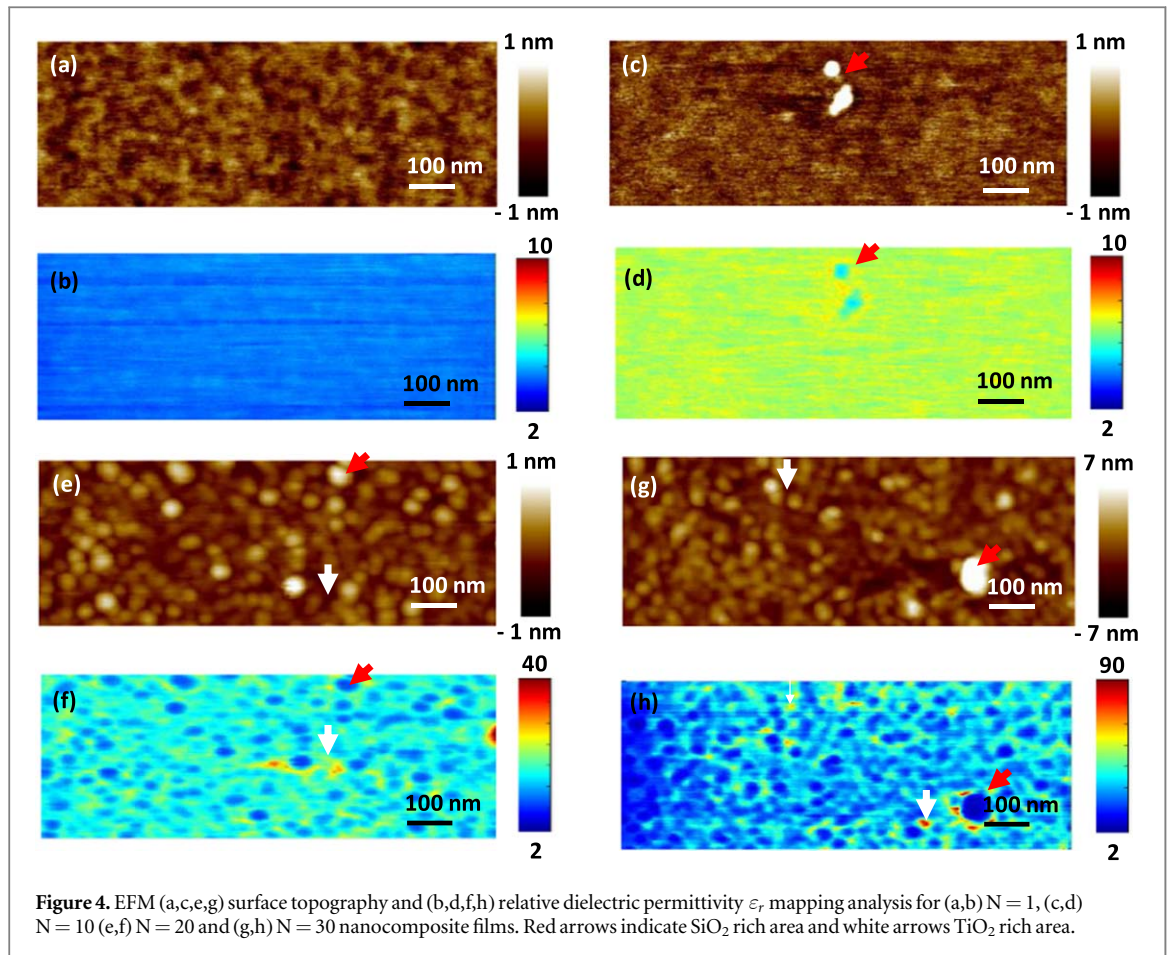 1 nm
1 nm
(a)
(c)
100 nm
100 nm
- 1 nm
- 1 nm
10
10
(b)
(d)
100 nm
100 nm
2
2
1 nm
7 nm
(e)
(g)
100 nm
100 nm
- 1 nm
- 7 nm
40
90
(f)
(h)
100 nm
100 nm
2
2
Figure 4. EFM (a,c,e,g) surface topography and (b,d,f,h) relative dielectric permittivity εᵣ mapping analysis for (a,b) N = 1, (c,d)
N = 10 (e,f) N = 20 and (g,h) N = 30 nanocomposite films. Red arrows indicate SiO₂ rich area and white arrows TiO₂ rich area.